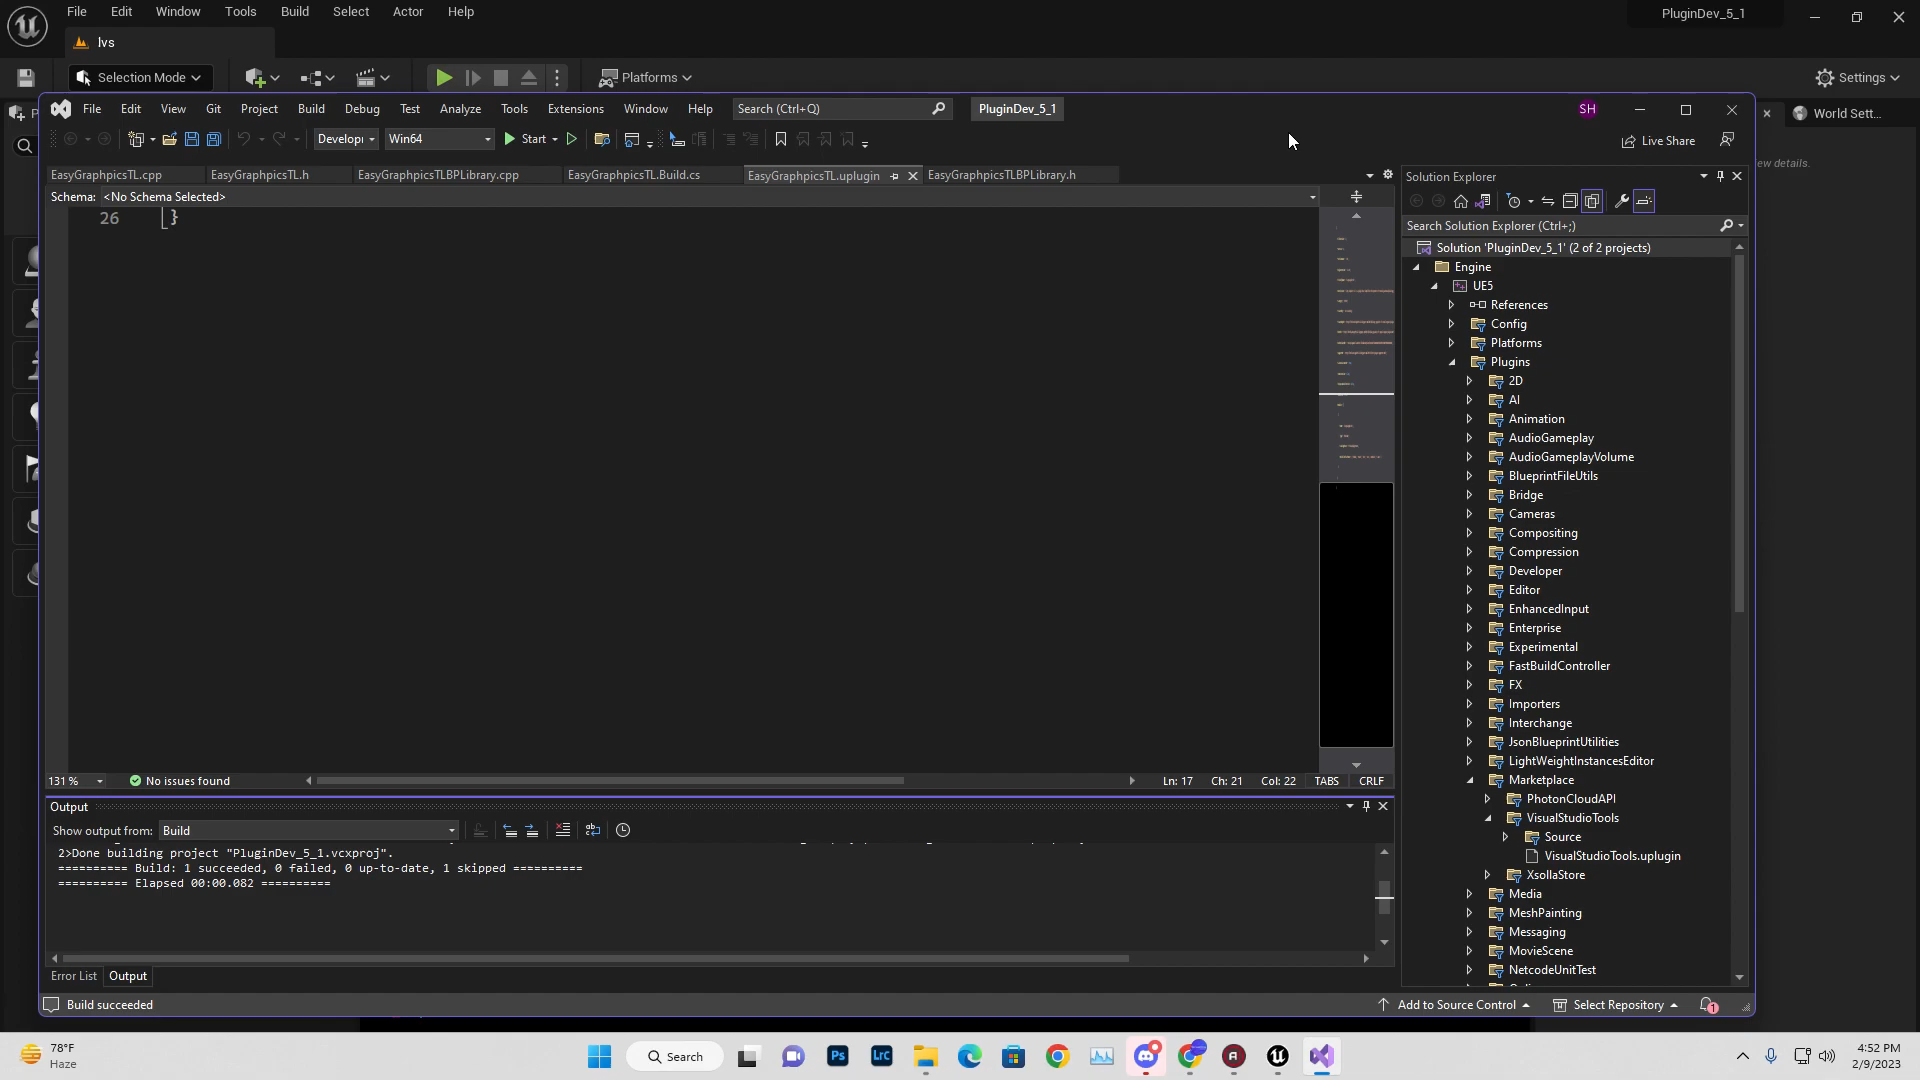 File Edit Window Tools Build Select Actor Help
PluginDev_5_1
lvs
Selection Mode
Platforms
Settings
File Edit View Git Project Build Debug Test Analyze Tools Extensions Window Help
Search (Ctrl+Q)
PluginDev_5_1
SH
World Sett...
Develop
Win64
Start
Live Share
ew details.
EasyGraphpicsTL.cpp EasyGraphpicsTL.h EasyGraphpicsTLBPLibrary.cpp EasyGraphpicsTL.Build.cs EasyGraphpicsTL.uplugin EasyGraphpicsTLBPLibrary.h
Schema: <No Schema Selected>
26 }
Solution Explorer
Search Solution Explorer (Ctrl+;)
Solution 'PluginDev_5_1' (2 of 2 projects)
Engine
UE5
References
Config
Platforms
Plugins
2D
AI
Animation
AudioGameplay
AudioGameplayVolume
BlueprintFileUtils
Bridge
Cameras
Compositing
Compression
Developer
Editor
EnhancedInput
Enterprise
Experimental
FastBuildController
FX
Importers
Interchange
JsonBlueprintUtilities
LightWeightInstancesEditor
Marketplace
PhotonCloudAPI
VisualStudioTools
Source
VisualStudioTools.uplugin
XsollaStore
Media
MeshPainting
Messaging
MovieScene
NetcodeUnitTest
131 % No issues found Ln: 17 Ch: 21 Col: 22 TABS CRLF
Output
Show output from: Build
2>Done building project "PluginDev_5_1.vcxproj".
========== Build: 1 succeeded, 0 failed, 0 up-to-date, 1 skipped ==========
========== Elapsed 00:00.082 ==========
Error List Output
Build succeeded
Add to Source Control
Select Repository
1
78°F
Haze
Search
Ps
Lrc
4:52 PM
2/9/2023